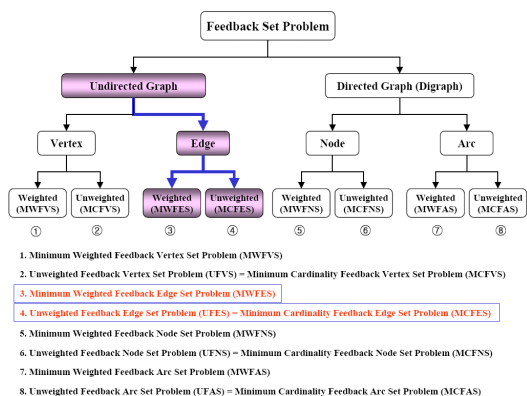 Feedback Set Problem
Undirected Graph
Directed Graph (Digraph)
Vertex
Edge
Node
Arc
Weighted
(MWFVS)
Unweighted
(MCFVS)
Weighted
(MWFES)
Unweighted
(MCFES)
Weighted
(MWFNS)
Unweighted
(MCFNS)
Weighted
(MWFAS)
Unweighted
(MCFAS)
① ② ③ ④ ⑤ ⑥ ⑦ ⑧
1. Minimum Weighted Feedback Vertex Set Problem (MWFVS)
2. Unweighted Feedback Vertex Set Problem (UFVS) = Minimum Cardinality Feedback Vertex Set Problem (MCFVS)
3. Minimum Weighted Feedback Edge Set Problem (MWFES)
4. Unweighted Feedback Edge Set Problem (UFES) = Minimum Cardinality Feedback Edge Set Problem (MCFES)
5. Minimum Weighted Feedback Node Set Problem (MWFNS)
6. Unweighted Feedback Node Set Problem (UFNS) = Minimum Cardinality Feedback Node Set Problem (MCFNS)
7. Minimum Weighted Feedback Arc Set Problem (MWFAS)
8. Unweighted Feedback Arc Set Problem (UFAS) = Minimum Cardinality Feedback Arc Set Problem (MCFAS)